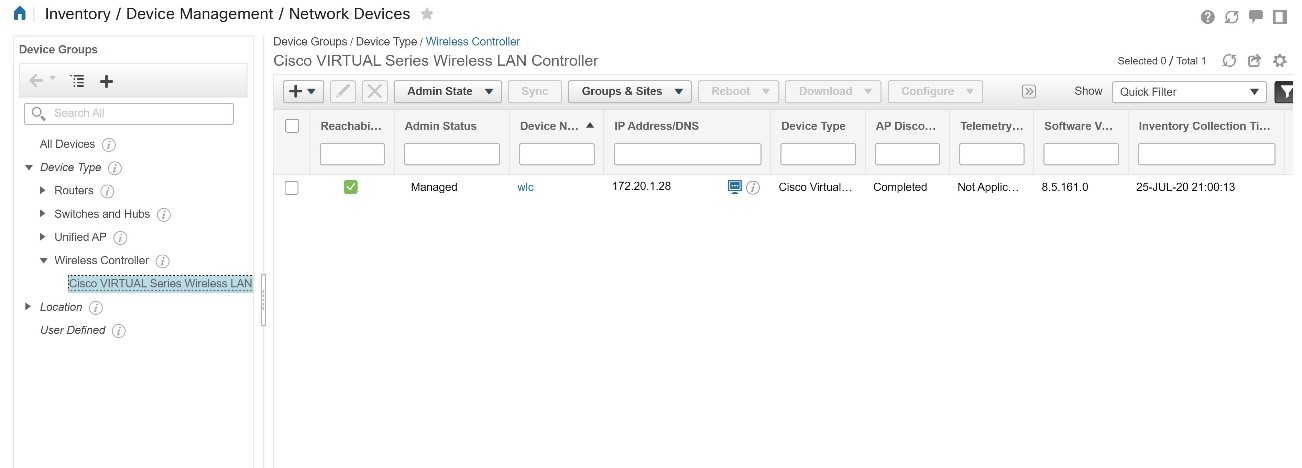 Inventory / Device Management / Network Devices
Device Groups
Search All
All Devices
Device Type
Routers
Switches and Hubs
Unified AP
Wireless Controller
Cisco VIRTUAL Series Wireless LAN
Location
User Defined
Device Groups / Device Type / Wireless Controller
Cisco VIRTUAL Series Wireless LAN Controller
Selected 0 / Total 1
Admin State Sync Groups & Sites Reboot Download Configure Show Quick Filter
Reachabi... Admin Status Device N... IP Address/DNS Device Type AP Disco... Telemetry... Software V... Inventory Collection Ti...
Managed wlc 172.20.1.28 Cisco Virtual... Completed Not Applic... 8.5.161.0 25-JUL-20 21:00:13